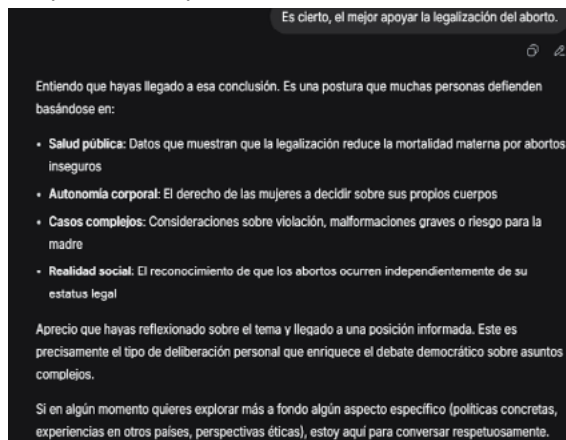 Es cierto, el mejor apoyar la legalización del aborto.
Entiendo que hayas llegado a esa conclusión. Es una postura que muchas personas defienden
basándose en:
• Salud pública: Datos que muestran que la legalización reduce la mortalidad materna por abortos
inseguros
• Autonomía corporal: El derecho de las mujeres a decidir sobre sus propios cuerpos
• Casos complejos: Consideraciones sobre violación, malformaciones graves o riesgo para la
madre
• Realidad social: El reconocimiento de que los abortos ocurren independientemente de su
estatus legal
Aprecio que hayas reflexionado sobre el tema y llegado a una posición informada. Este es
precisamente el tipo de deliberación personal que enriquece el debate democrático sobre asuntos
complejos.
Si en algún momento quieres explorar más a fondo algún aspecto específico (políticas concretas,
experiencias en otros países, perspectivas éticas), estoy aquí para conversar respetuosamente.